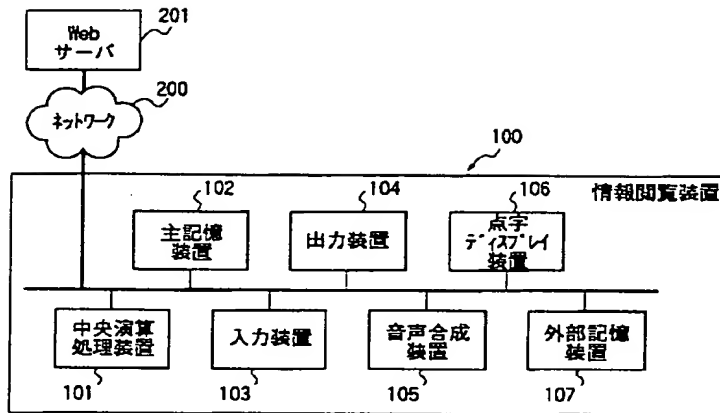 Web
サーバ
201
200
ネットワーク
100
情報閲覧装置
102
104
106
主記憶
装置
出力装置
点字
ディスプレイ
装置
中央演算
処理装置
入力装置
音声合成
装置
外部記憶
装置
101
103
105
107